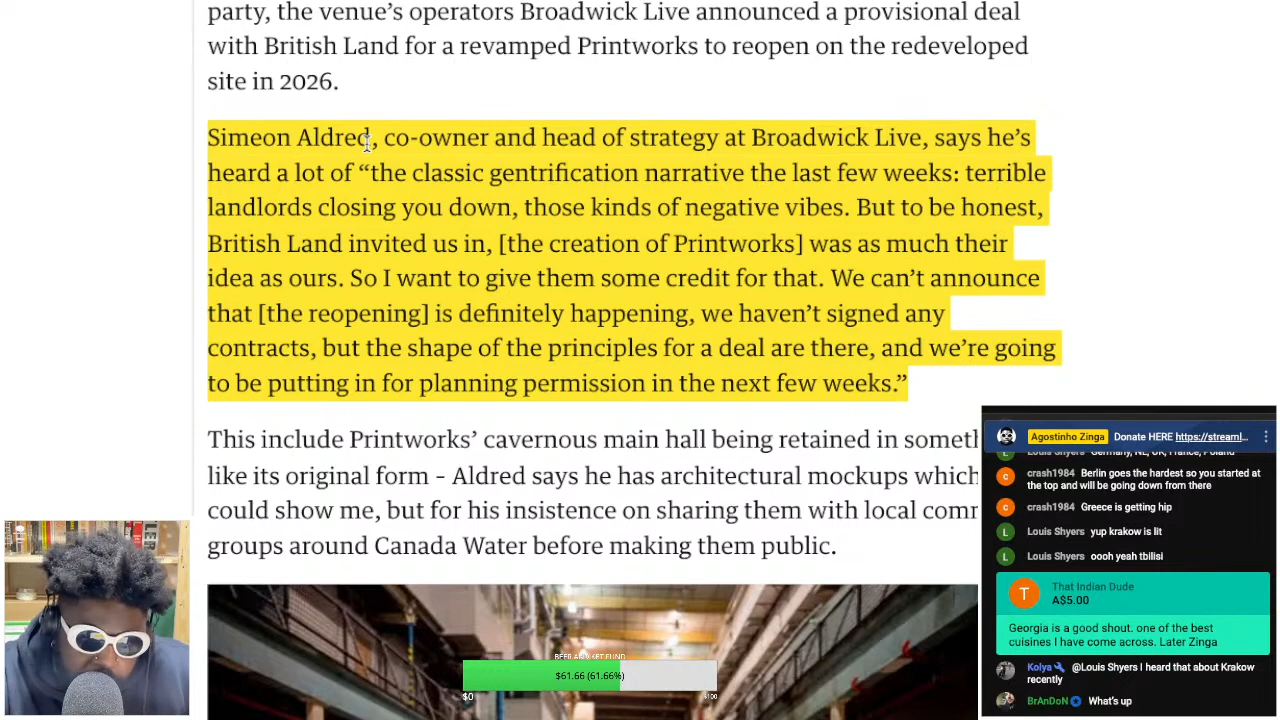 party, the venue’s operators Broadwick Live announced a provisional deal
with British Land for a revamped Printworks to reopen on the redeveloped
site in 2026.
Simeon Aldred, co-owner and head of strategy at Broadwick Live, says he’s
heard a lot of “the classic gentrification narrative the last few weeks: terrible
landlords closing you down, those kinds of negative vibes. But to be honest,
British Land invited us in, [the creation of Printworks] was as much their
idea as ours. So I want to give them some credit for that. We can’t announce
that [the reopening] is definitely happening, we haven’t signed any
contracts, but the shape of the principles for a deal are there, and we’re going
to be putting in for planning permission in the next few weeks.”
This include Printworks’ cavernous main hall being retained in someth
like its original form – Aldred says he has architectural mockups which
could show me, but for his insistence on sharing them with local comm
groups around Canada Water before making them public.
Agostinho Zinga Donate HERE https://streaml...
Louis Shyers Germany, NL, UK, France, Poland
crash1984 Berlin goes the hardest so you started
at the top and will be going down from there
crash1984 Greece is getting hip
Louis Shyers yup krakow is lit
Louis Shyers oooh yeah tbilisi
That Indian Dude
A$5.00
Georgia is a good shout. one of the best
cuisines I have come across. Later Zinga
Kolya @Louis Shyers I heard that about Krakow
recently
BrAnDoN What’s up
$61.66 (61.66%)
$0 $100